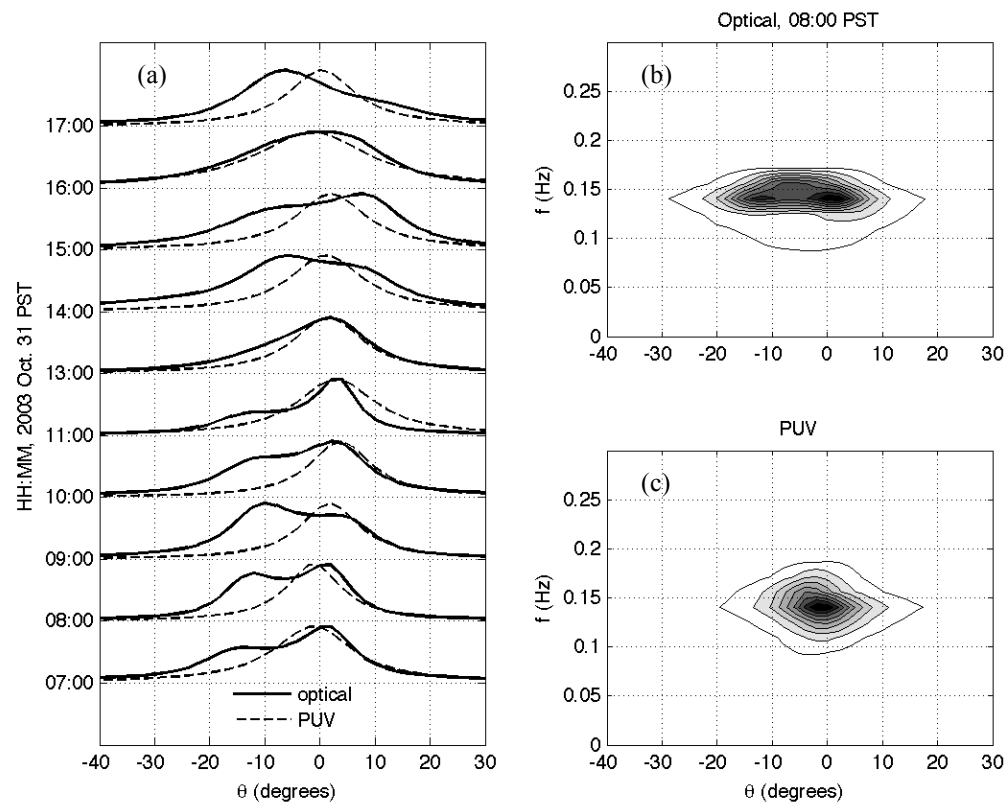 (a)
HH:MM, 2003 Oct. 31 PST
17:00
16:00
15:00
14:00
13:00
11:00
10:00
09:00
08:00
07:00
optical
PUV
-40 -30 -20 -10 0 10 20 30
θ (degrees)
Optical, 08:00 PST
(b)
f (Hz)
0.25
0.2
0.15
0.1
0.05
0
-40 -30 -20 -10 0 10 20 30
PUV
(c)
f (Hz)
0.25
0.2
0.15
0.1
0.05
0
-40 -30 -20 -10 0 10 20 30
θ (degrees)